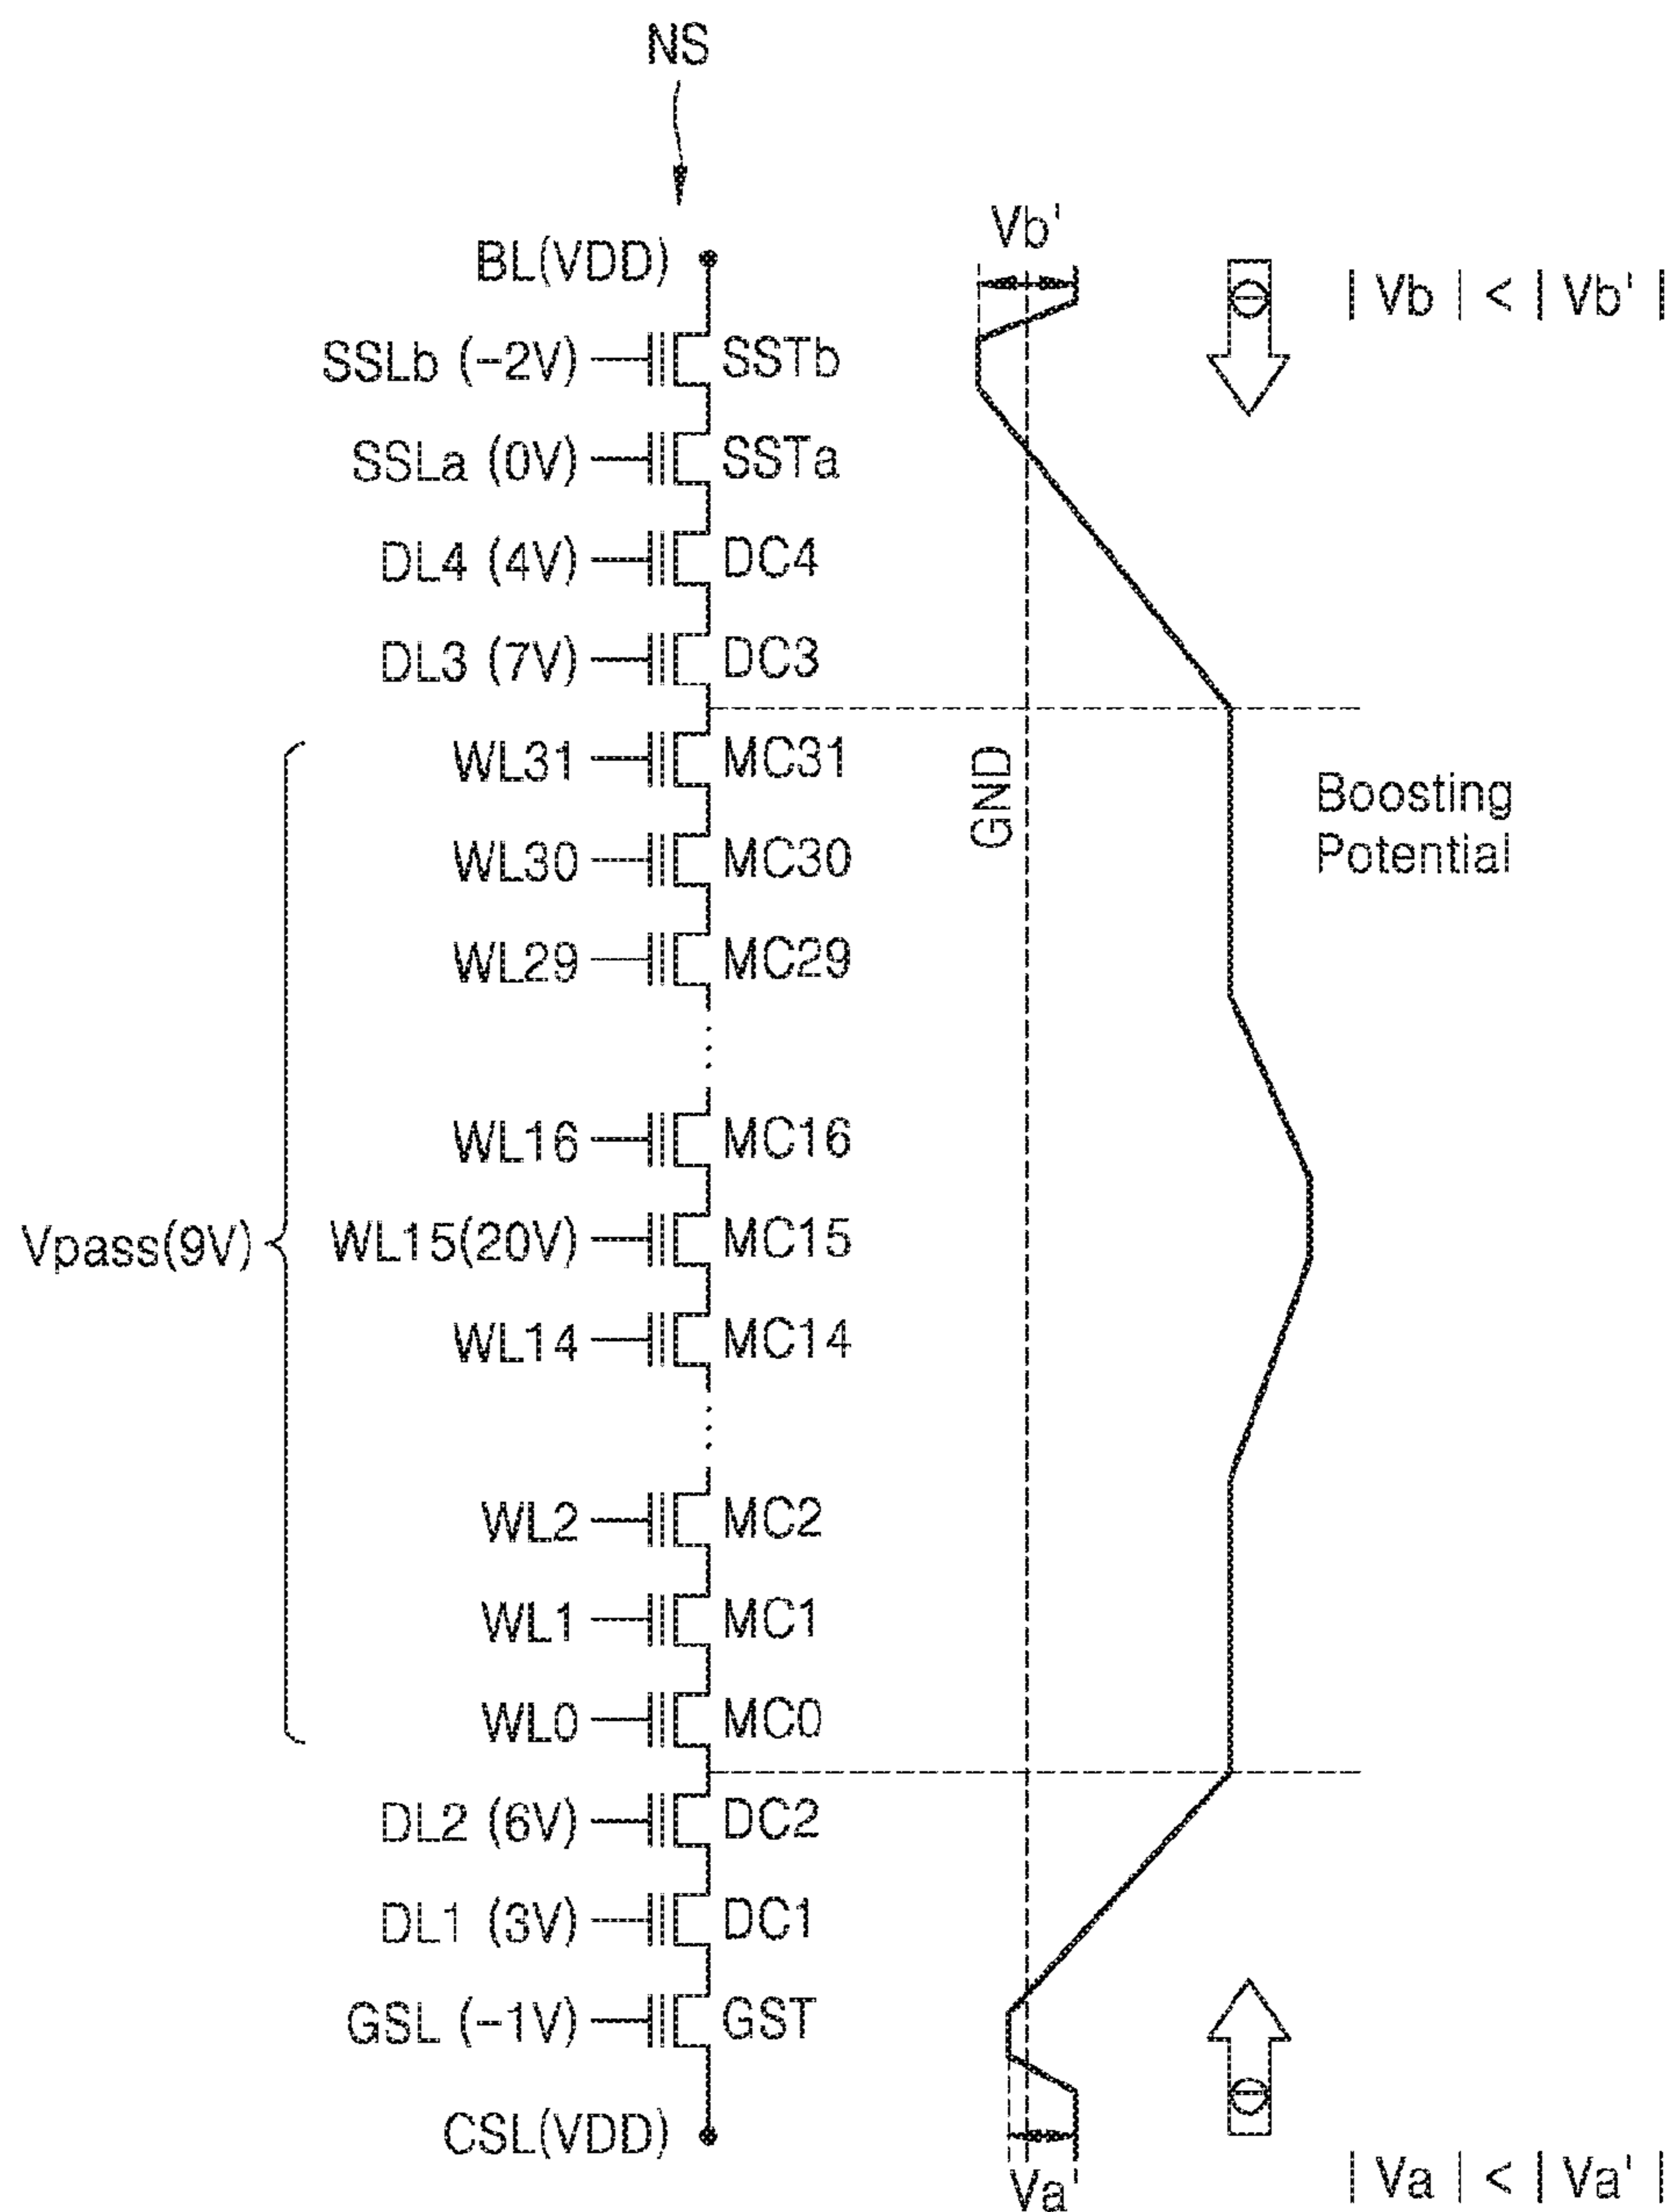 NS
Vb'
BL(VDD)
| Vb | < | Vb' |
SSLb (-2V) SSTb
SSLa (0V) SSTa
DL4 (4V) DC4
DL3 (7V) DC3
WL31 MC31
GND
Boosting
Potential
WL30 MC30
WL29 MC29
WL16 MC16
Vpass(9V) WL15(20V) MC15
WL14 MC14
WL2 MC2
WL1 MC1
WL0 MC0
DL2 (6V) DC2
DL1 (3V) DC1
GSL (-1V) GST
CSL(VDD)
Va'
| Va | < | Va' |